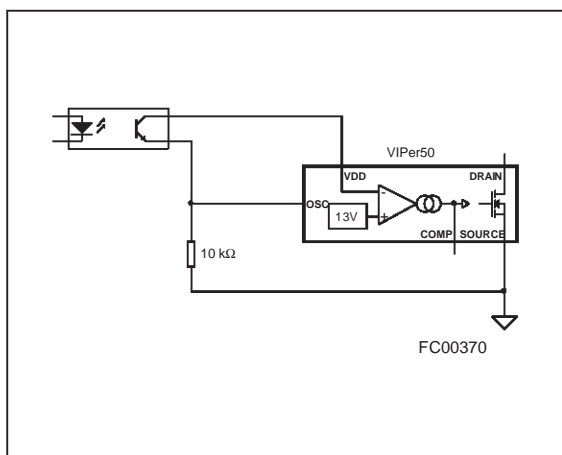 VIPer50
VDD
DRAIN
OSC
13V
-
+
COMP
SOURCE
10 kΩ
FC00370